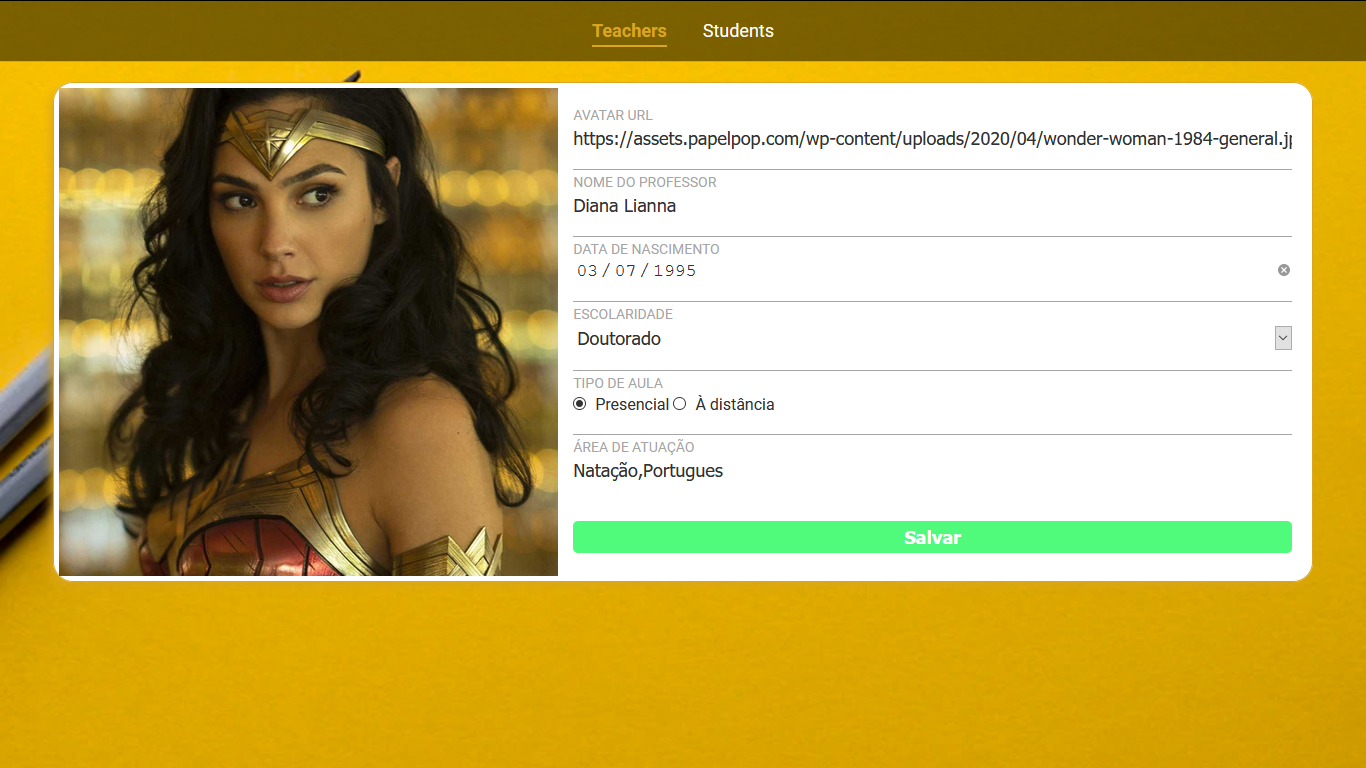 Teachers Students
AVATAR URL
https://assets.papelpop.com/wp-content/uploads/2020/04/wonder-woman-1984-general.jp
NOME DO PROFESSOR
Diana Lianna
DATA DE NASCIMENTO
03 / 07 / 1995
ESCOLARIDADE
Doutorado
TIPO DE AULA
Presencial À distância
ÁREA DE ATUAÇÃO
Natação,Portugues
Salvar